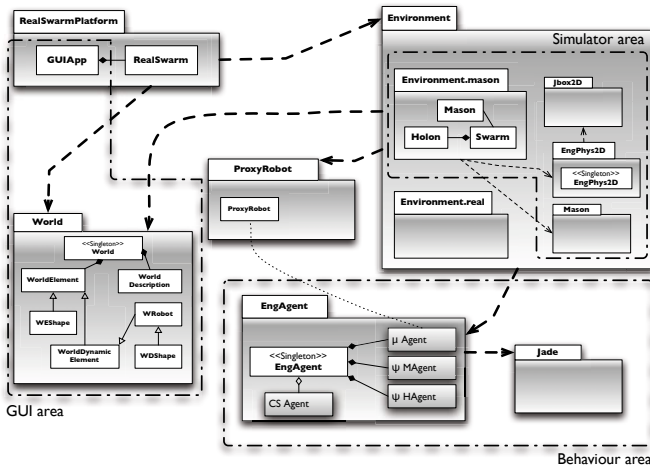 RealSwarmPlatform
GUIApp
RealSwarm
Environment
Simulator area
Environment.mason
Mason
Holon
Swarm
Jbox2D
EngPhys2D
<<Singleton>>
EngPhys2D
Mason
Environment.real
ProxyRobot
ProxyRobot
World
<<Singleton>>
World
WorldElement
World
Description
WEShape
WRobot
WorldDynamic
Element
WDShape
GUI area
EngAgent
<<Singleton>>
EngAgent
μ Agent
ψ MAgent
ψ HAgent
CS Agent
Jade
Behaviour area